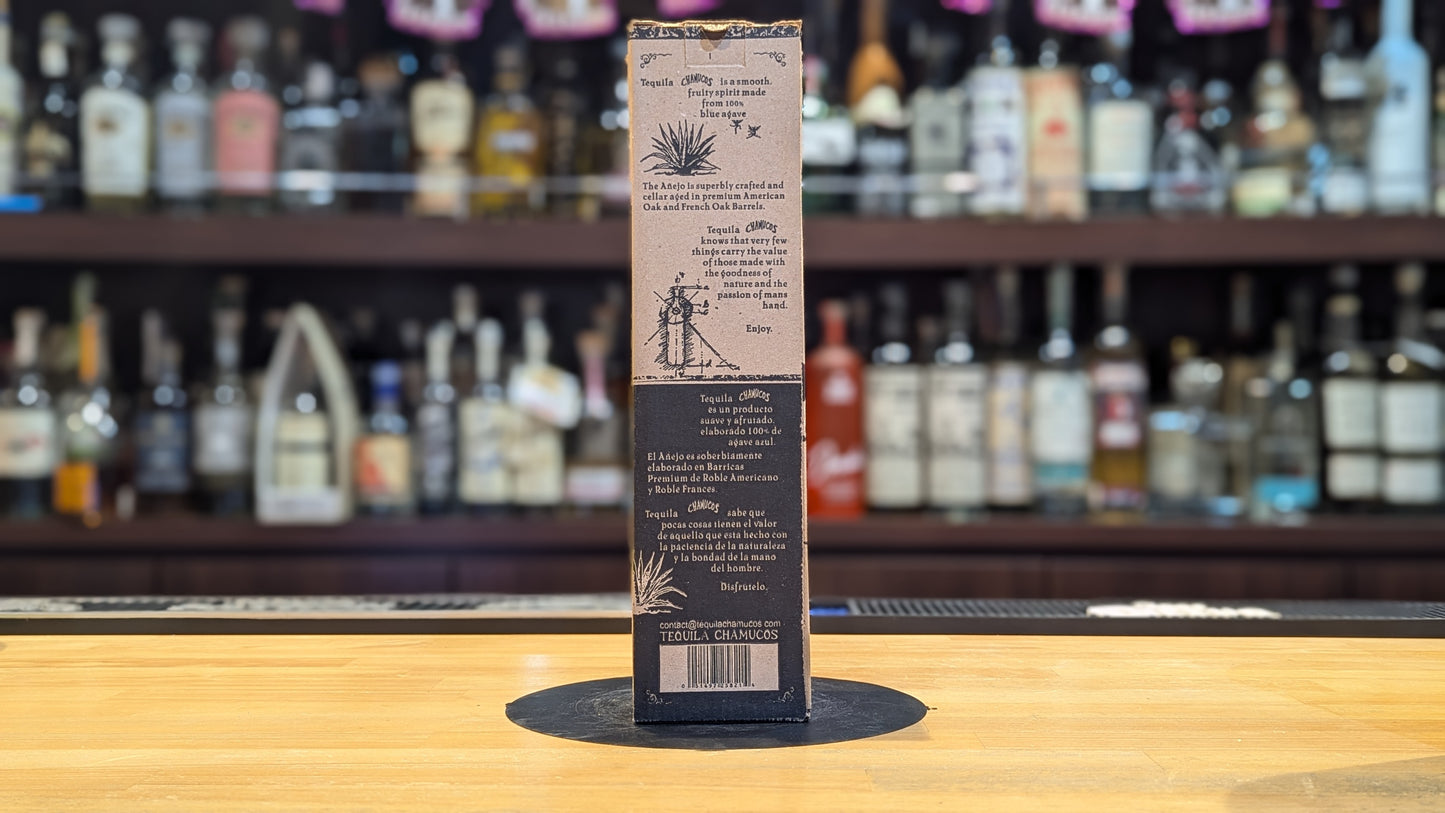 Tequila CHAMUCOS is a smooth.
fruity spirit made
from 100%
blue agave
The Añejo is superbly crafted and
cellar aged in premium American
Oak and French Oak Barrels.
Tequila CHAMUCOS
knows that very few
things carry the value
of those made with
the goodness of
nature and the
passion of mans
hand.
Enjoy.
Tequila CHAMUCOS
es un producto
suave y afrutado.
elaborado 100% de
agave azul.
El Añejo es soberbiamente
elaborado en Barricas
Premium de Roble Americano
y Roble Frances.
Tequila CHAMUCOS sabe que
pocas cosas tienen el valor
de aquello que esta hecho con
la paciencia de la naturaleza
y la bondad de la mano
del hombre.
Disfrutelo.
contact@tequilachamucos com
TEQUILA CHAMUCOS